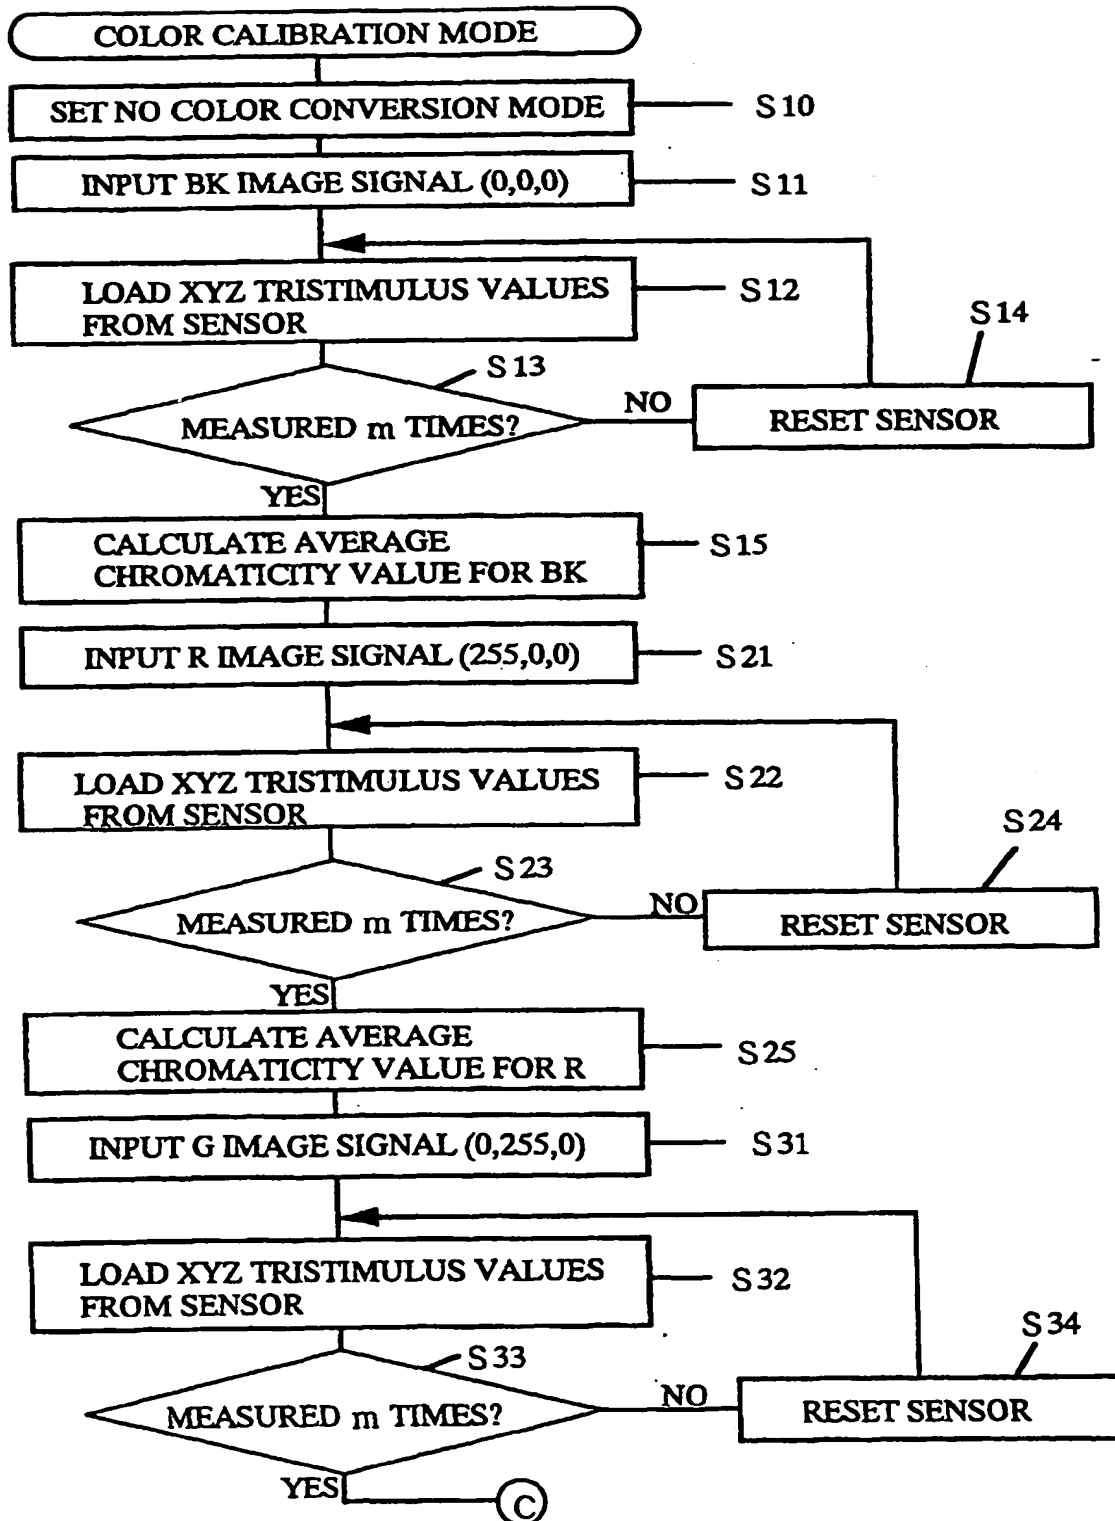 COLOR CALIBRATION MODE
SET NO COLOR CONVERSION MODE
S10
INPUT BK IMAGE SIGNAL (0,0,0)
S11
LOAD XYZ TRISTIMULUS VALUES
FROM SENSOR
S12
S14
S13
MEASURED m TIMES?
NO
RESET SENSOR
YES
CALCULATE AVERAGE
CHROMATICITY VALUE FOR BK
S15
INPUT R IMAGE SIGNAL (255,0,0)
S21
LOAD XYZ TRISTIMULUS VALUES
FROM SENSOR
S22
S24
S23
MEASURED m TIMES?
NO
RESET SENSOR
YES
CALCULATE AVERAGE
CHROMATICITY VALUE FOR R
S25
INPUT G IMAGE SIGNAL (0,255,0)
S31
LOAD XYZ TRISTIMULUS VALUES
FROM SENSOR
S32
S34
S33
MEASURED m TIMES?
NO
RESET SENSOR
YES
C